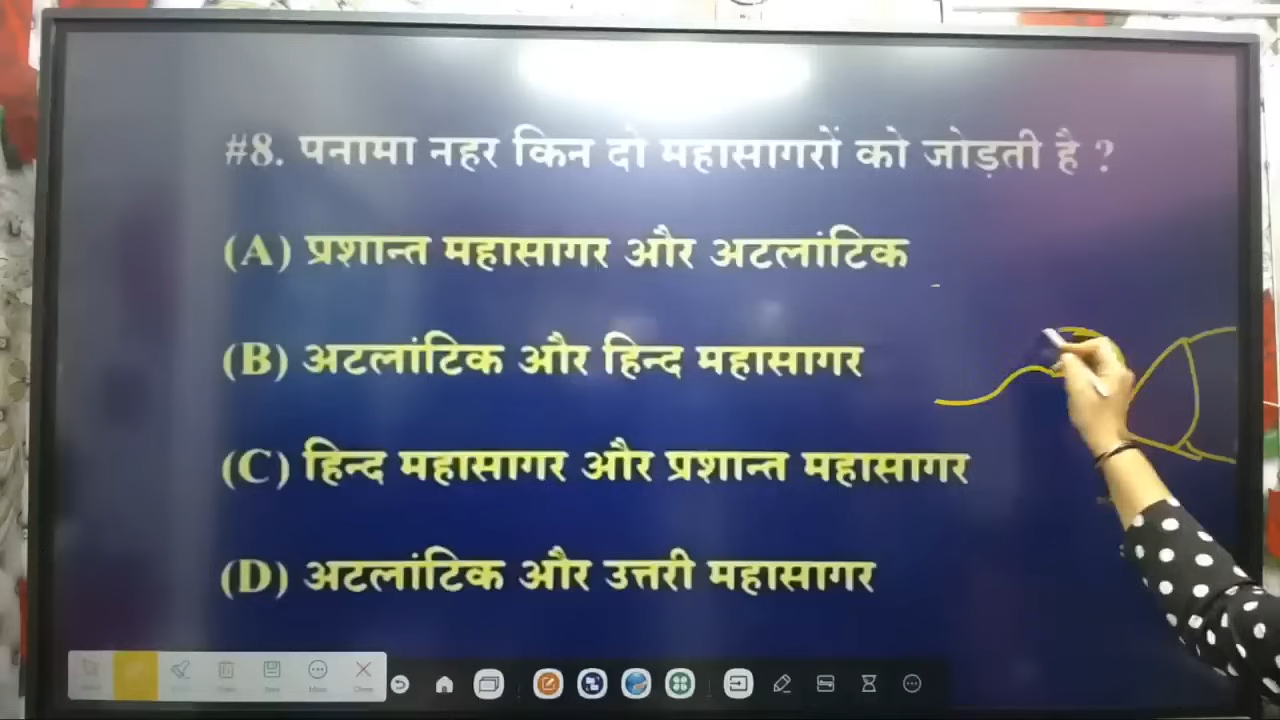 #8. पनामा नहर किन दो महासागरों को जोड़ती है ?
(A) प्रशान्त महासागर और अटलांटिक
(B) अटलांटिक और हिन्द महासागर
(C) हिन्द महासागर और प्रशान्त महासागर
(D) अटलांटिक और उत्तरी महासागर